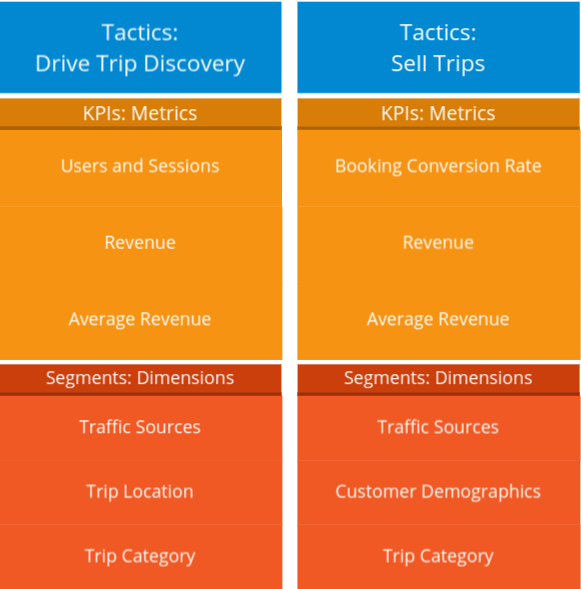 Tactics:
Drive Trip Discovery
KPIs: Metrics
Users and Sessions
Revenue
Average Revenue
Segments: Dimensions
Traffic Sources
Trip Location
Trip Category
Tactics:
Sell Trips
KPIs: Metrics
Booking Conversion Rate
Revenue
Average Revenue
Segments: Dimensions
Traffic Sources
Customer Demographics
Trip Category